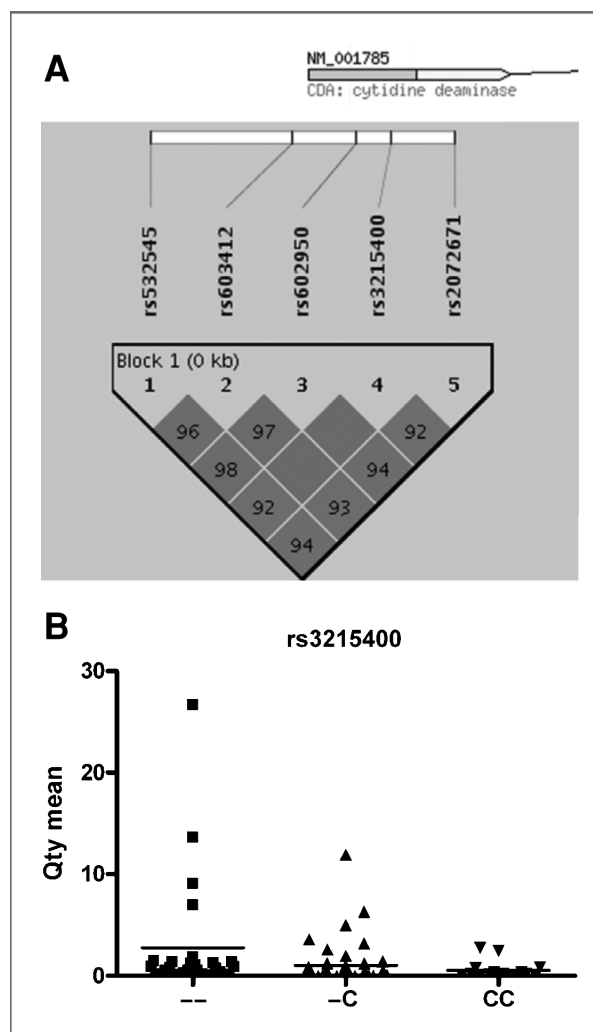 A
NM_001785
CDA: cytidine deaminase
rs532545 rs603412 rs602950 rs3215400 rs2072671
Block 1 (0 kb)
1 2 3 4 5
96 97 92
98 94
92 93
94
B
rs3215400
30
20
10
0
Qty mean
-- –C CC